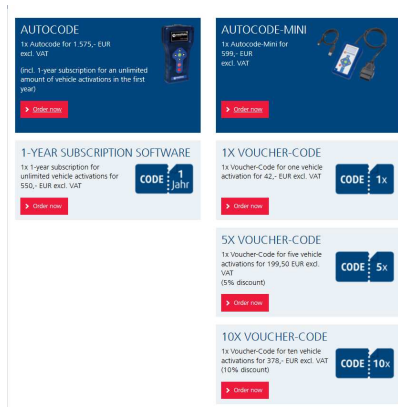 AUTOCODE
1x Autocode for 1.575,- EUR
excl. VAT
(incl. 1-year subscription for an unlimited
amount of vehicle activations in the first
year)
Order now
AUTOCODE-MINI
1x Autocode-Mini for
599,- EUR
excl. VAT
Order now
1-YEAR SUBSCRIPTION SOFTWARE
1x 1-year subscription for
unlimited vehicle activations for
550,- EUR excl. VAT
CODE 1
Jahr
Order now
1X VOUCHER-CODE
1x Voucher-Code for one vehicle
activation for 42,- EUR excl. VAT
CODE 1x
Order now
5X VOUCHER-CODE
1x Voucher-Code for five vehicle
activations for 199,50 EUR excl.
VAT
(5% discount)
CODE 5x
Order now
10X VOUCHER-CODE
1x Voucher-Code for ten vehicle
activations for 378,- EUR excl. VAT
(10% discount)
CODE 10x
Order now